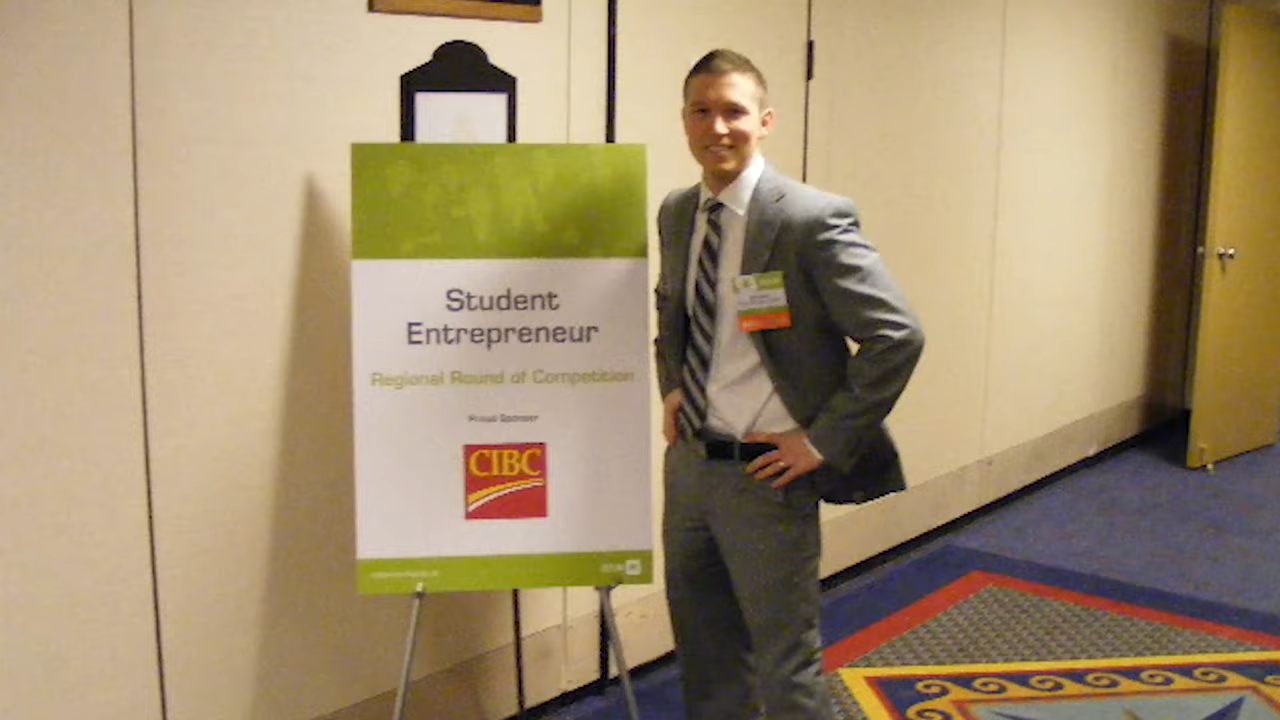 Student
Entrepreneur
Regional Round of Competition
Proud Sponsor
CIBC